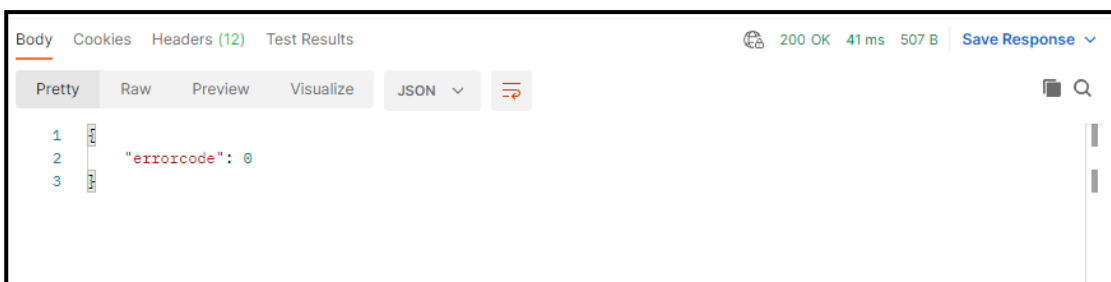 Body Cookies Headers (12) Test Results 200 OK 41 ms 507 B Save Response
Pretty Raw Preview Visualize JSON
1 {
2 "errorcode": 0
3 }